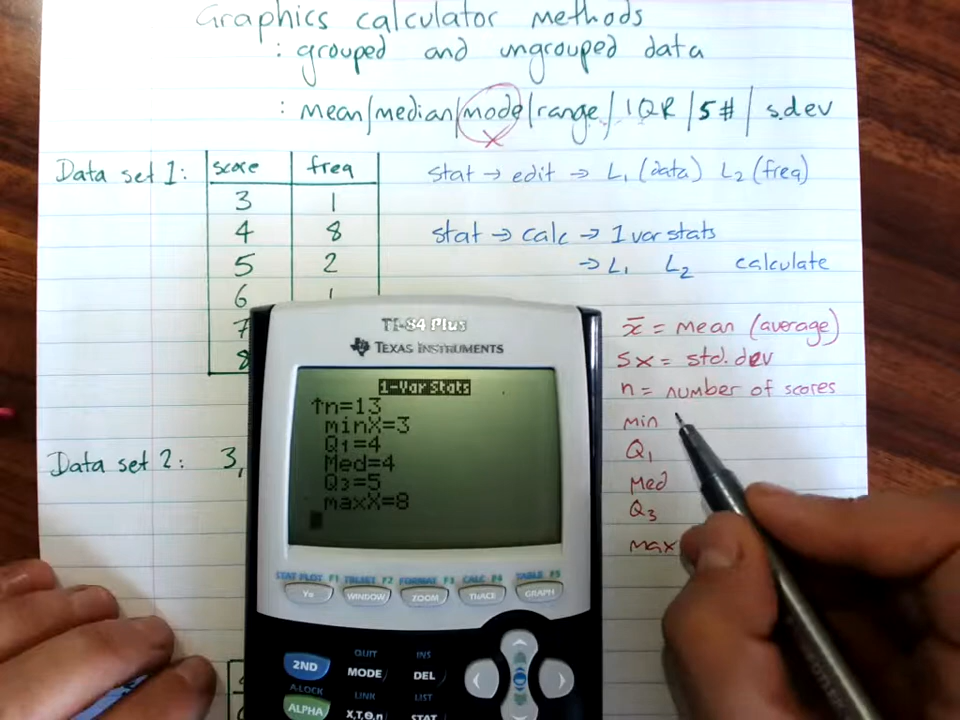 Graphics calculator methods
: grouped and ungrouped data
: mean/median/mode/range/IQR/5#/s.dev
Data set 1:
score freq
3 1
4 8
5 2
6 1
7
8
stat → edit → L1 (data) L2 (freq)
stat → calc → 1 var stats
→ L1 L2 calculate
x̄ = mean (average)
sx = std. dev
n = number of scores
min
Q1
Med
Q3
max
Data set 2: 3,
TI-84 Plus
TEXAS INSTRUMENTS
1-Var Stats
↑n=13
minX=3
Q1=4
Med=4
Q3=5
maxX=8
STAT PLOT F1 TBLSET F2 FORMAT F3 CALC F4 TABLE F5
Y= WINDOW ZOOM TRACE GRAPH
QUIT INS
2ND MODE DEL
A-LOCK LINK LIST
ALPHA X,T,Θ,n STAT